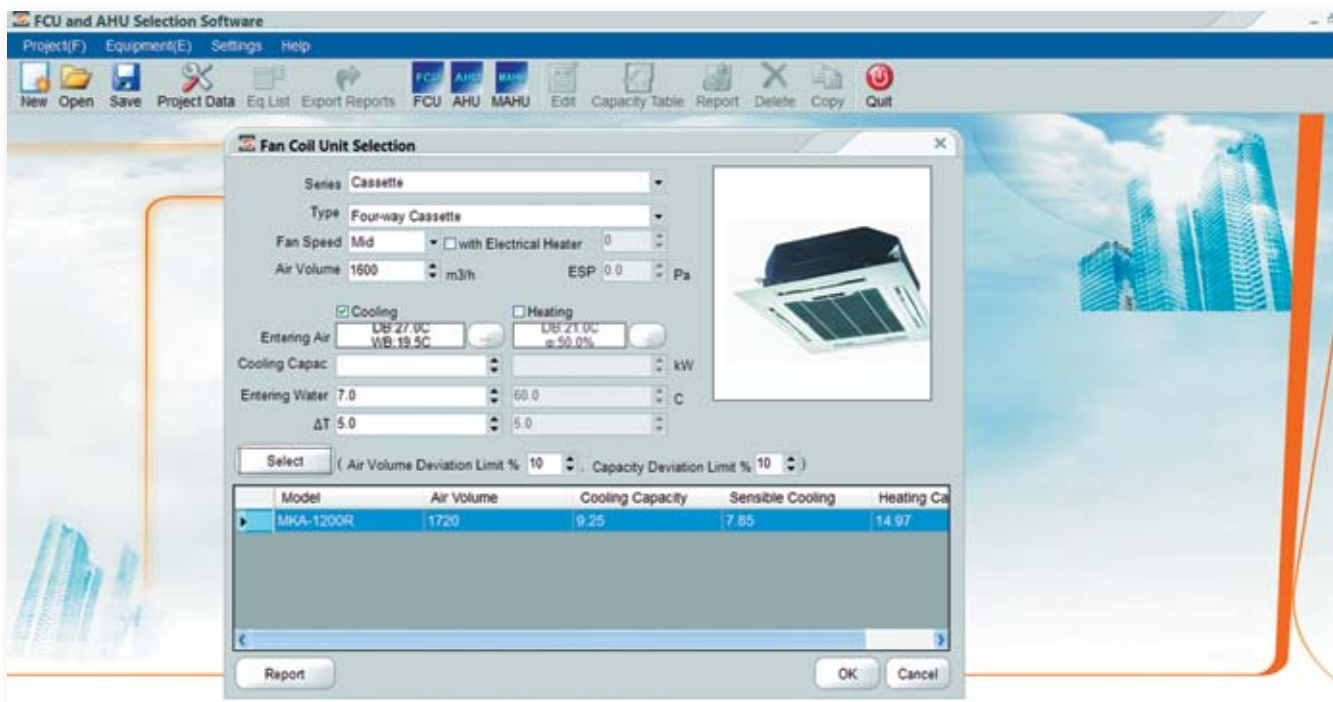 FCU and AHU Selection Software
Project(F) Equipment(E) Settings Help
FCU AHU MAHU
New Open Save Project Data Eq List Export Reports FCU AHU MAHU Edit Capacity Table Report Delete Copy Quit
Fan Coil Unit Selection
Series Cassette
Type Four-way Cassette
Fan Speed Mid with Electrical Heater 0
Air Volume 1600 m3/h ESP 0.0 Pa
Cooling Heating
Entering Air DB:27.0C DB:21.0C
WB:19.5C φ:50.0%
Cooling Capac kW
Entering Water 7.0 60.0 C
ΔT 5.0 5.0
Select ( Air Volume Deviation Limit % 10 , Capacity Deviation Limit % 10 )
Model Air Volume Cooling Capacity Sensible Cooling Heating Ca
MKA-1200R 1720 9.25 7.85 14.97
Report OK Cancel